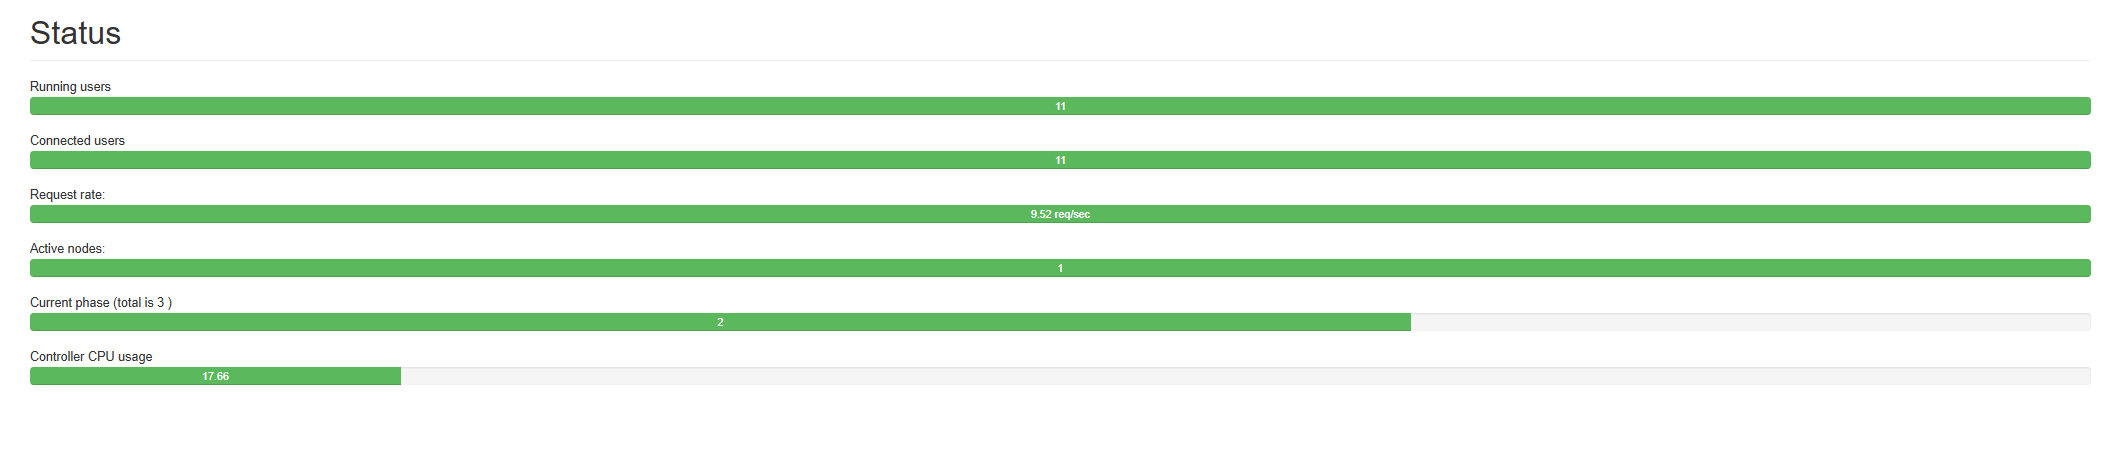 Status
Running users
11
Connected users
11
Request rate:
9.52 req/sec
Active nodes:
1
Current phase (total is 3 )
2
Controller CPU usage
17.66